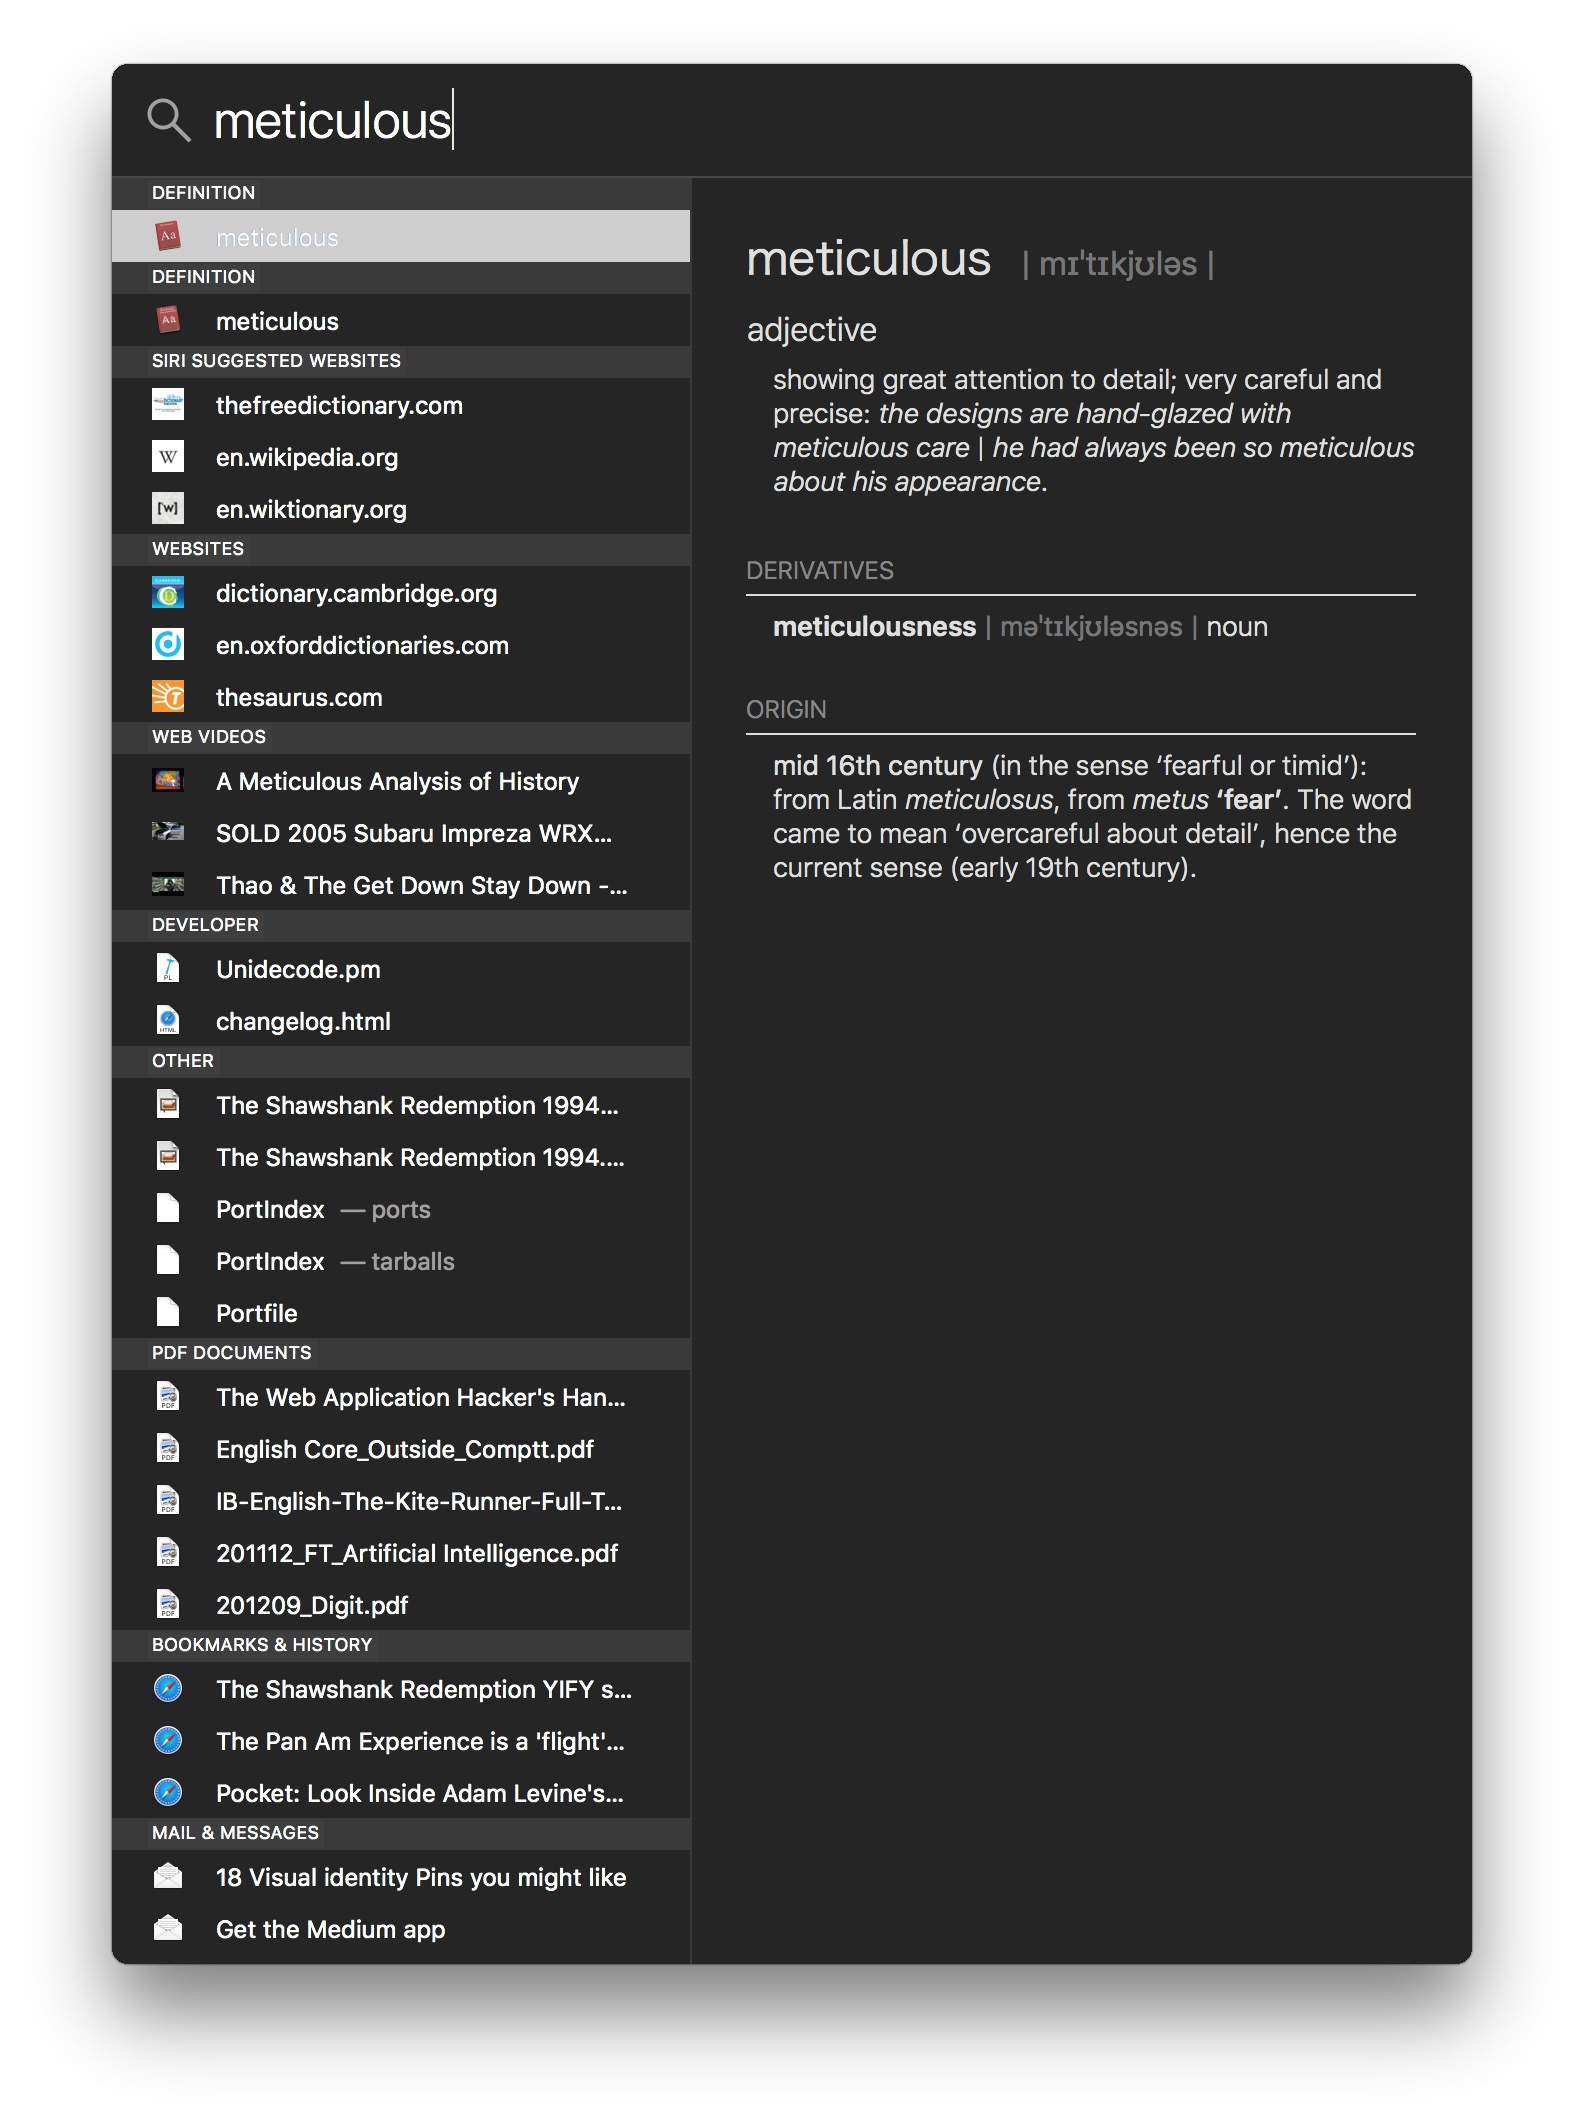 meticulous
DEFINITION
meticulous
DEFINITION
meticulous
SIRI SUGGESTED WEBSITES
thefreedictionary.com
en.wikipedia.org
en.wiktionary.org
WEBSITES
dictionary.cambridge.org
en.oxforddictionaries.com
thesaurus.com
WEB VIDEOS
A Meticulous Analysis of History
SOLD 2005 Subaru Impreza WRX...
Thao & The Get Down Stay Down -...
DEVELOPER
Unidecode.pm
changelog.html
OTHER
The Shawshank Redemption 1994...
The Shawshank Redemption 1994....
PortIndex — ports
PortIndex — tarballs
Portfile
PDF DOCUMENTS
The Web Application Hacker's Han...
English Core_Outside_Comptt.pdf
IB-English-The-Kite-Runner-Full-T...
201112_FT_Artificial Intelligence.pdf
201209_Digit.pdf
BOOKMARKS & HISTORY
The Shawshank Redemption YIFY s...
The Pan Am Experience is a 'flight'...
Pocket: Look Inside Adam Levine's...
MAIL & MESSAGES
18 Visual identity Pins you might like
Get the Medium app
meticulous | mɪˈtɪkjʊləs |
adjective
showing great attention to detail; very careful and
precise: the designs are hand-glazed with
meticulous care | he had always been so meticulous
about his appearance.
DERIVATIVES
meticulousness | məˈtɪkjʊləsnəs | noun
ORIGIN
mid 16th century (in the sense ‘fearful or timid’):
from Latin meticulosus, from metus ‘fear’. The word
came to mean ‘overcareful about detail’, hence the
current sense (early 19th century).